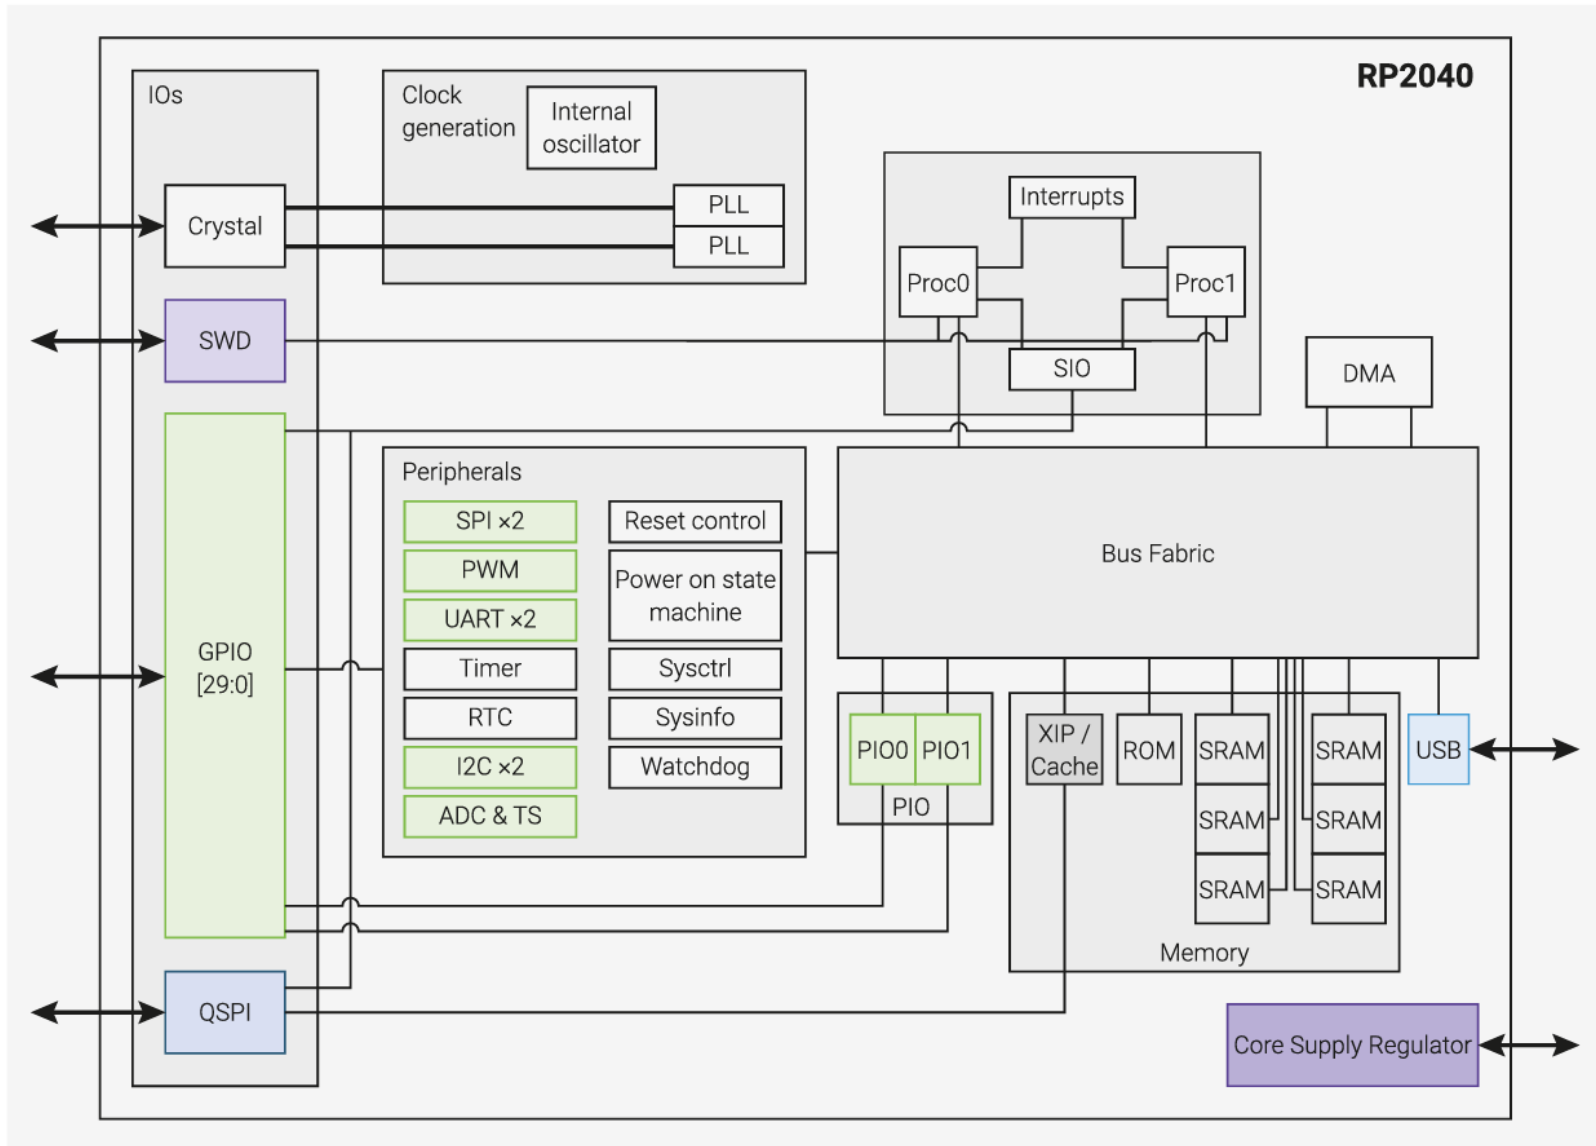 RP2040
IOs
Crystal
SWD
GPIO
[29:0]
QSPI
Clock
generation
Internal
oscillator
PLL
PLL
Interrupts
Proc0
Proc1
SIO
DMA
Peripherals
SPI ×2
PWM
UART ×2
Timer
RTC
I2C ×2
ADC & TS
Reset control
Power on state
machine
Sysctrl
Sysinfo
Watchdog
Bus Fabric
PIO0
PIO1
PIO
XIP /
Cache
ROM
SRAM
SRAM
SRAM
SRAM
SRAM
SRAM
Memory
USB
Core Supply Regulator